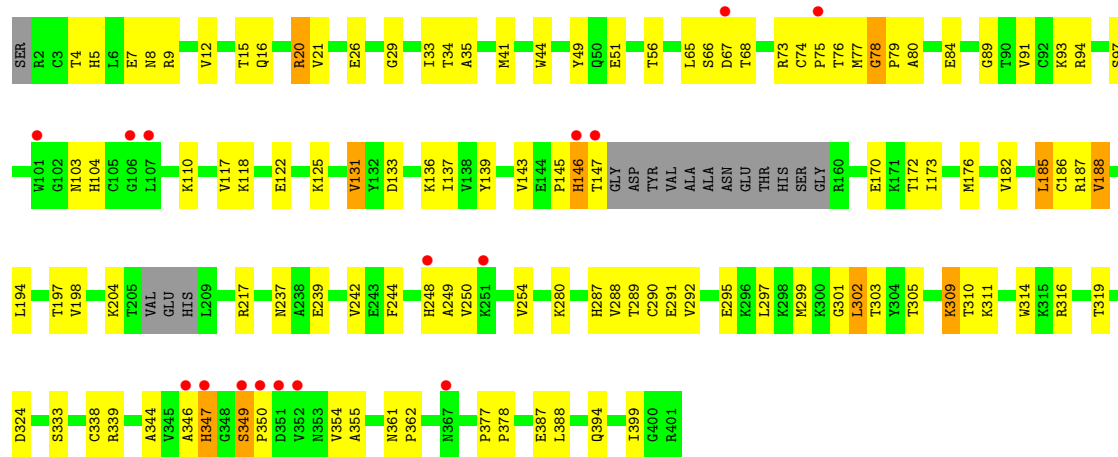 SER R2 C3 T4 H5 L6 E7 N8 R9 V12 T15 Q16 R20 V21 E26 G29 I33 T34 A35 M41 W44 Y49 Q50 E51 T56 L65 S66 D67 T68 R73 C74 P75 T76 M77 G78 P79 A80 E84 G89 T90 V91 C92 K93 R94 S97
W101 G102 N103 H104 C105 G106 L107 K110 V117 K118 E122 K125 V131 Y132 D133 K136 I137 V138 Y139 V143 E144 P145 H146 T147 GLY ASP TYR VAL ALA ALA ASN GLU THR HIS SER GLY R160 E170 K171 T172 I173 M176 V182 L185 C186 R187 V188
L194 T197 V198 K204 T205 VAL GLU HIS L209 R217 N237 A238 E239 V242 E243 F244 H248 A249 V250 K251 V254 K280 H287 V288 T289 C290 E291 V292 E295 K296 L297 K298 M299 K300 G301 L302 T303 Y304 T305 K309 T310 K311 W314 K315 R316 T319
D324 S333 C338 R339 A344 V345 A346 H347 G348 S349 P350 D351 V352 N353 V354 A355 N361 P362 N367 P377 P378 E387 L388 Q394 I399 G400 R401